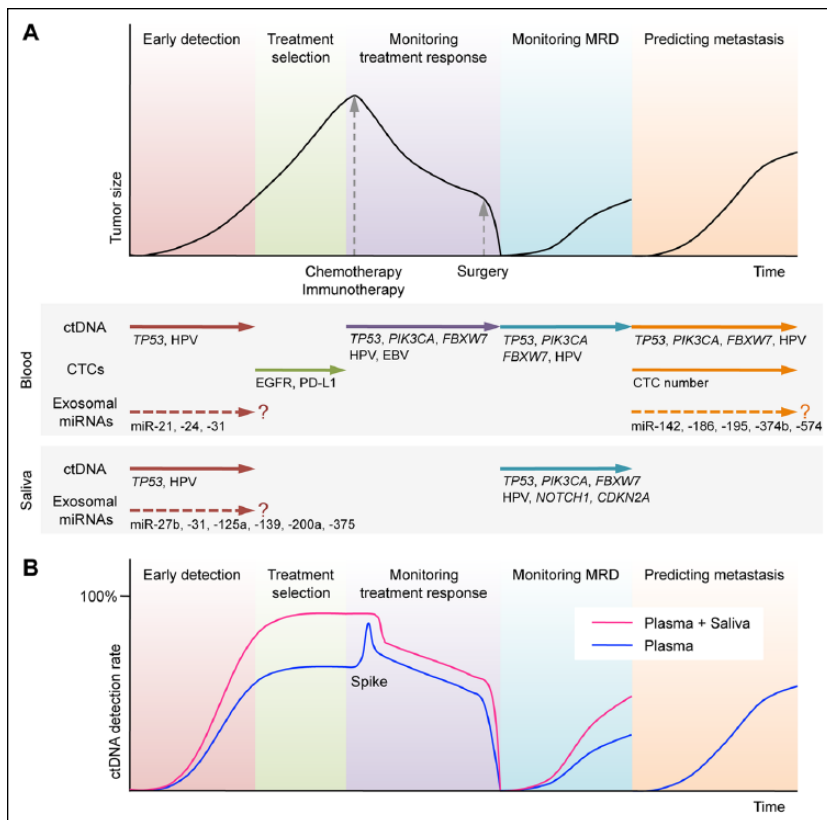 A
Early detection
Treatment
selection
Monitoring
treatment response
Monitoring MRD
Predicting metastasis
Tumor size
Chemotherapy
Immunotherapy
Surgery
Time
Blood
ctDNA
TP53, HPV
TP53, PIK3CA, FBXW7
HPV, EBV
TP53, PIK3CA
FBXW7, HPV
TP53, PIK3CA, FBXW7, HPV
CTCs
EGFR, PD-L1
CTC number
Exosomal
miRNAs
?
miR-21, -24, -31
?
miR-142, -186, -195, -374b, -574
Saliva
ctDNA
TP53, HPV
TP53, PIK3CA, FBXW7
HPV, NOTCH1, CDKN2A
Exosomal
miRNAs
?
miR-27b, -31, -125a, -139, -200a, -375
B
Early detection
Treatment
selection
Monitoring
treatment response
Monitoring MRD
Predicting metastasis
100%
ctDNA detection rate
Spike
Plasma + Saliva
Plasma
Time